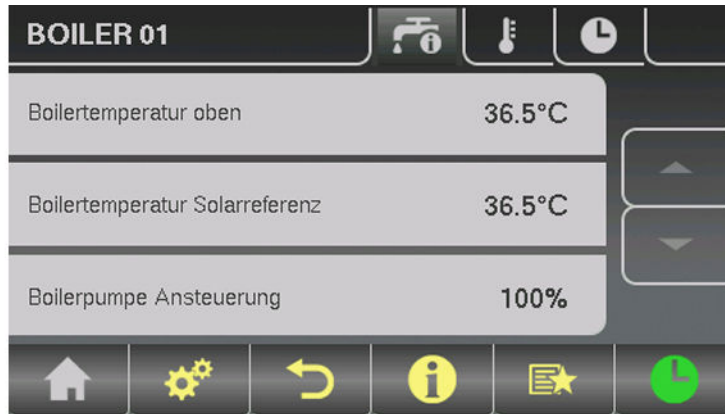 BOILER 01
Boilertemperatur oben 36.5°C
Boilertemperatur Solarreferenz 36.5°C
Boilerpumpe Ansteuerung 100%